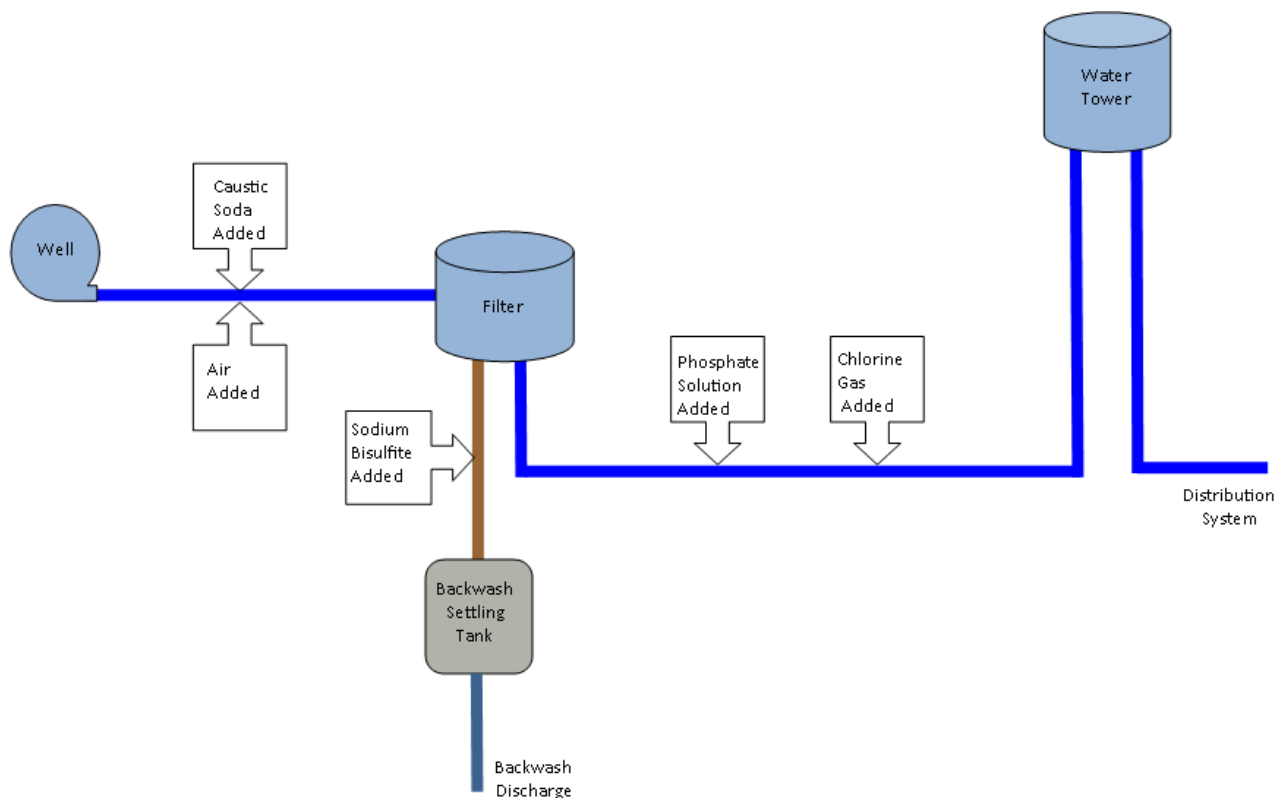 Water
Tower
Caustic
Soda
Added
Well
Filter
Air
Added
Phosphate
Solution
Added
Chlorine
Gas
Added
Sodium
Bisulfite
Added
Distribution
System
Backwash
Settling
Tank
Backwash
Discharge